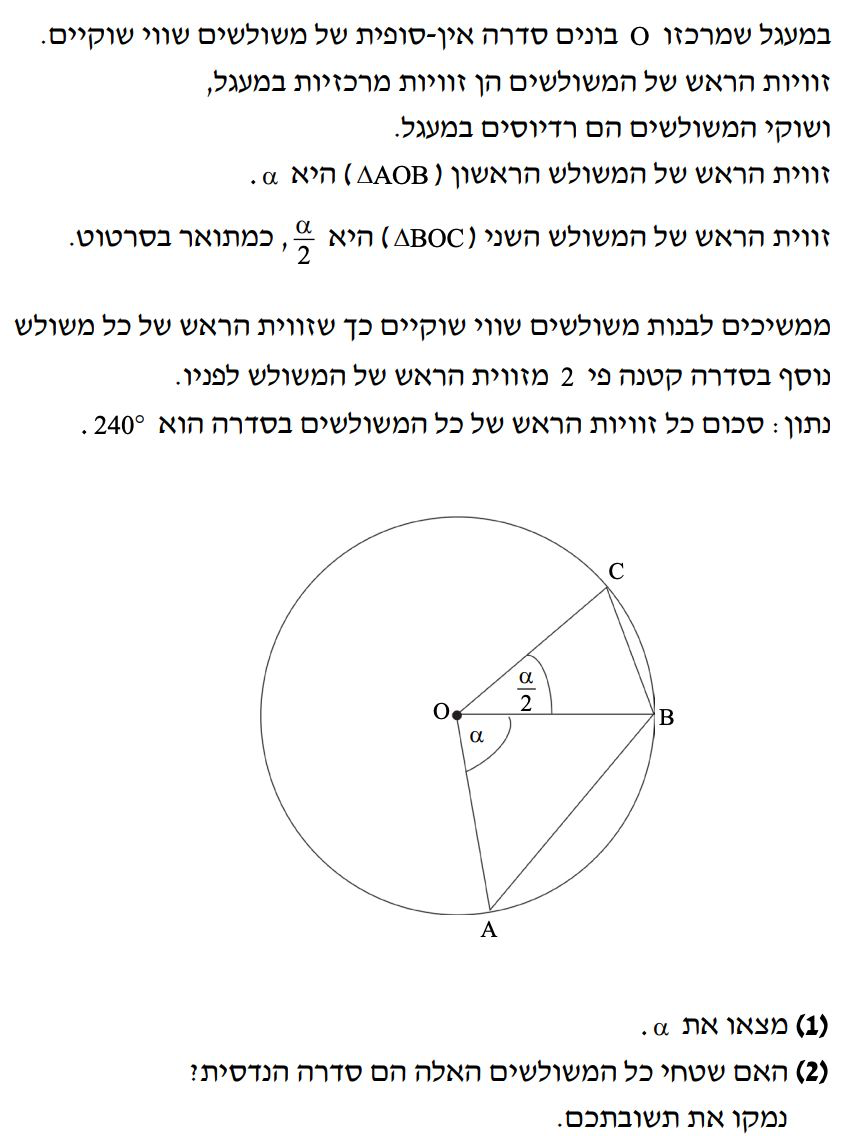 במעגל שמרכזו O בונים סדרה אין-סופית של משולשים שווי שוקיים.
זוויות הראש של המשולשים הן זוויות מרכזיות במעגל,
ושוקי המשולשים הם רדיוסים במעגל.
זווית הראש של המשולש הראשון (ΔAOB) היא α.
זווית הראש של המשולש השני (ΔBOC) היא α/2, כמתואר בסרטוט.
ממשיכים לבנות משולשים שווי שוקיים כך שזווית הראש של כל משולש
נוסף בסדרה קטנה פי 2 מזווית הראש של המשולש לפניו.
נתון: סכום כל זוויות הראש של כל המשולשים בסדרה הוא 240°.
C
α/2
O
B
α
A
(1) מצאו את α.
(2) האם שטחי כל המשולשים האלה הם סדרה הנדסית?
נמקו את תשובתכם.